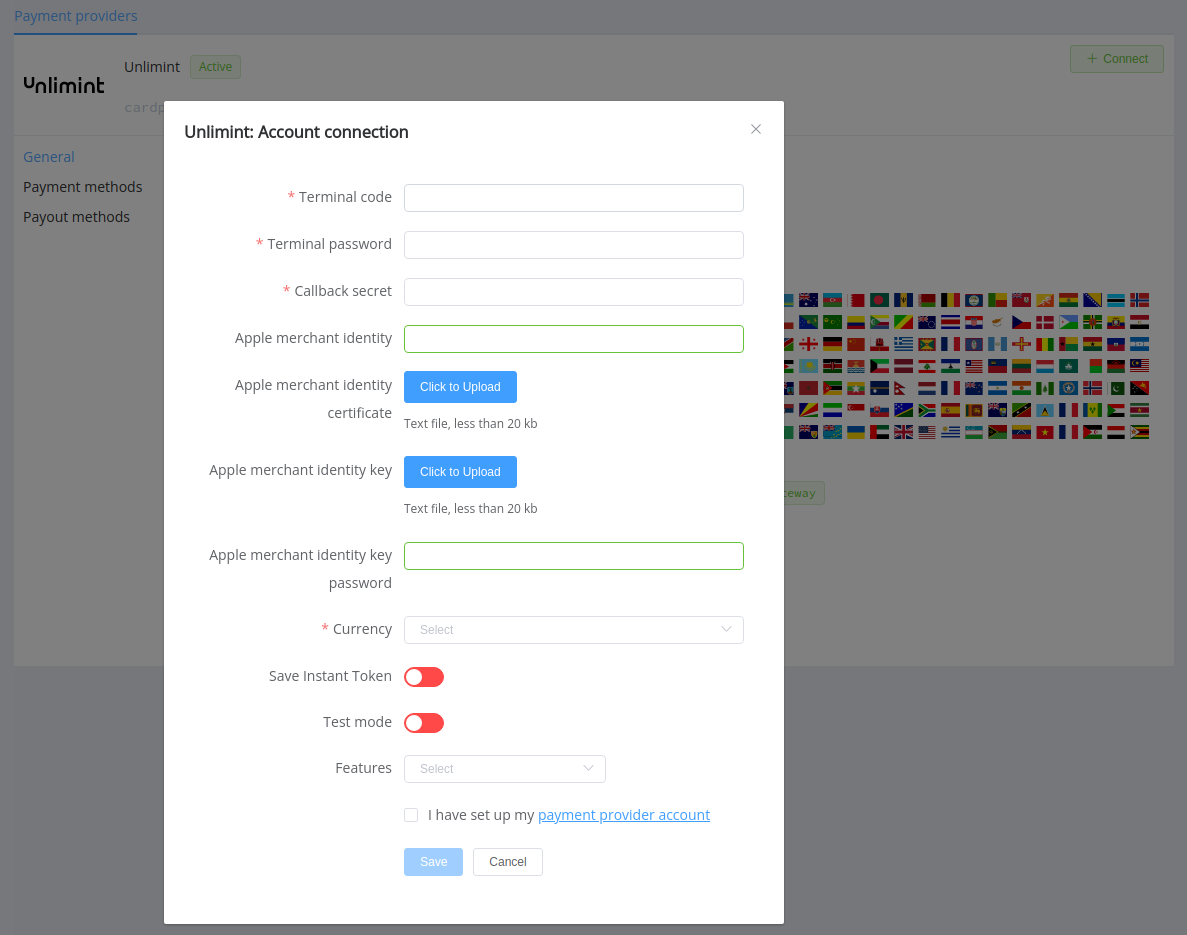 Payment providers
Unlimint
Unlimint Active
+ Connect
cardp
Unlimint: Account connection
General
Payment methods
Payout methods
* Terminal code
* Terminal password
* Callback secret
Apple merchant identity
Apple merchant identity
certificate
Click to Upload
Text file, less than 20 kb
Apple merchant identity key
Click to Upload
Text file, less than 20 kb
eway
Apple merchant identity key
password
* Currency
Select
Save Instant Token
Test mode
Features
Select
I have set up my payment provider account
Save
Cancel